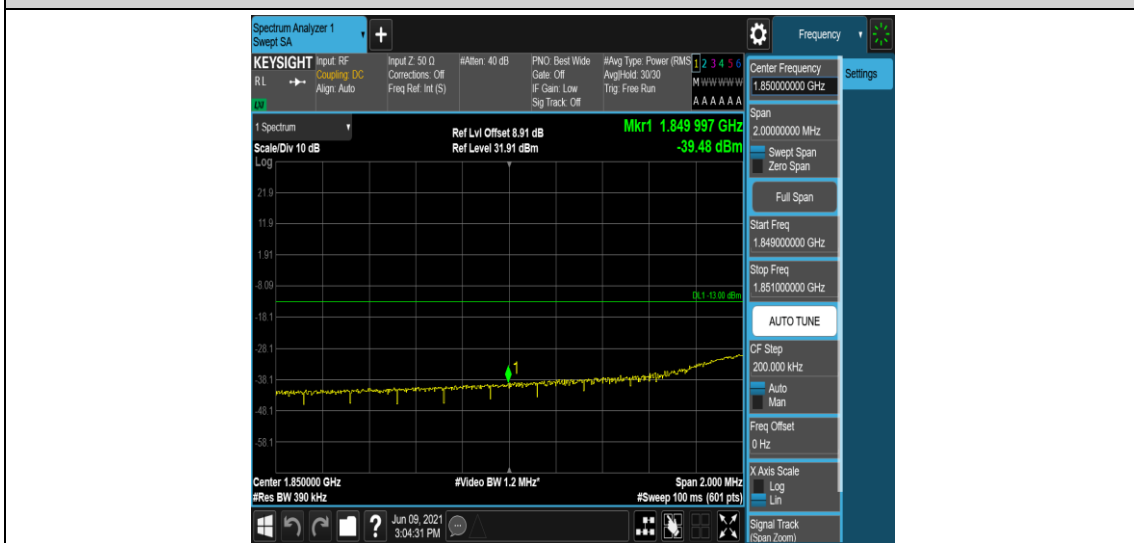 Spectrum Analyzer 1
Swept SA
+
Frequency
KEYSIGHT
RL
LXI
Input: RF
Coupling: DC
Align: Auto
Input Z: 50 Ω
Corrections: Off
Freq Ref: Int (S)
#Atten: 40 dB
PNO: Best Wide
Gate: Off
IF Gain: Low
Sig Track: Off
#Avg Type: Power (RMS
Avg|Hold: 30/30
Trig: Free Run
1 2 3 4 5 6
M W W W W W
A A A A A A
1 Spectrum
Scale/Div 10 dB
Log
Ref Lvl Offset 8.91 dB
Ref Level 31.91 dBm
Mkr1 1.849 997 GHz
-39.48 dBm
21.9
11.9
1.91
-8.09
DL1 -13.00 dBm
-18.1
-28.1
1
-38.1
-48.1
-58.1
Center 1.850000 GHz
#Res BW 390 kHz
#Video BW 1.2 MHz*
Span 2.000 MHz
#Sweep 100 ms (601 pts)
?
Jun 09, 2021
3:04:31 PM
Center Frequency
1.850000000 GHz
Settings
Span
2.00000000 MHz
Swept Span
Zero Span
Full Span
Start Freq
1.849000000 GHz
Stop Freq
1.851000000 GHz
AUTO TUNE
CF Step
200.000 kHz
Auto
Man
Freq Offset
0 Hz
X Axis Scale
Log
Lin
Signal Track
(Span Zoom)